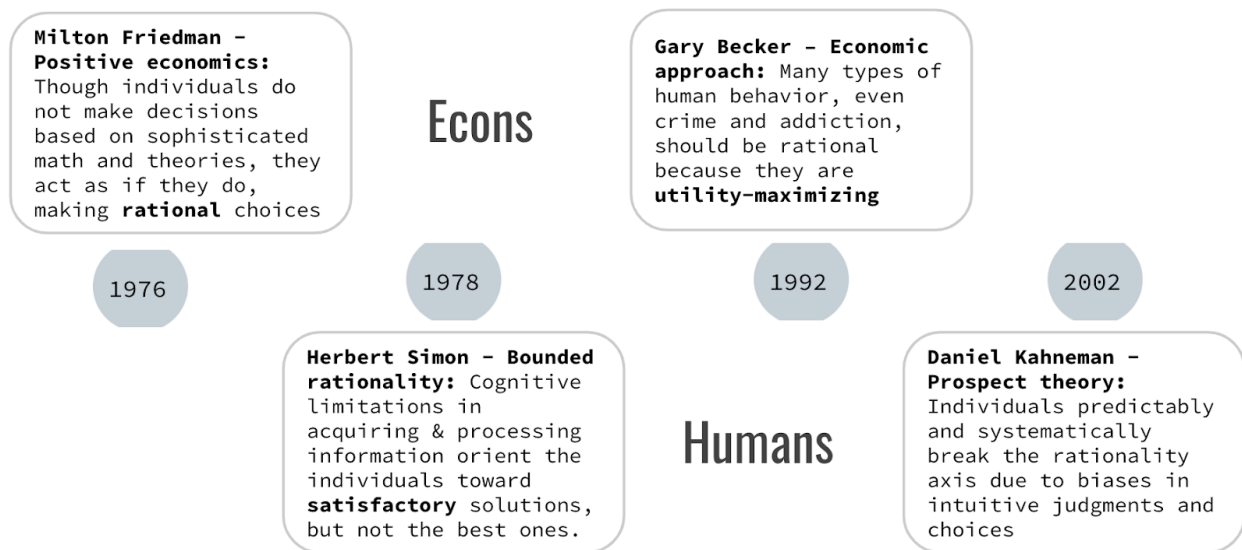 Milton Friedman –
Positive economics:
Though individuals do
not make decisions
based on sophisticated
math and theories, they
act as if they do,
making rational choices
Econs
Gary Becker – Economic
approach: Many types of
human behavior, even
crime and addiction,
should be rational
because they are
utility-maximizing
1976
1978
1992
2002
Herbert Simon – Bounded
rationality: Cognitive
limitations in
acquiring & processing
information orient the
individuals toward
satisfactory solutions,
but not the best ones.
Humans
Daniel Kahneman –
Prospect theory:
Individuals predictably
and systematically
break the rationality
axis due to biases in
intuitive judgments and
choices